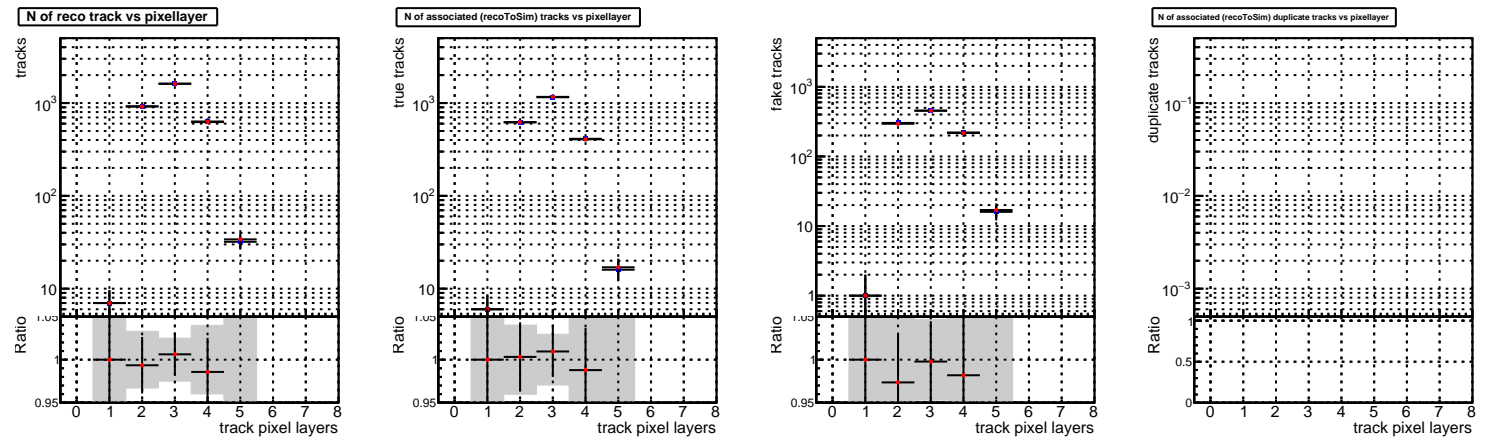 N of reco track vs pixellayer
tracks
10³
10²
10
Ratio
1.05
1
0.95
0 1 2 3 4 5 6 7 8
track pixel layers
N of associated (recoToSim) tracks vs pixellayer
true tracks
10³
10²
10
Ratio
1.05
1
0.95
0 1 2 3 4 5 6 7 8
track pixel layers
fake tracks
10³
10²
10
1
Ratio
1.05
1
0.95
0 1 2 3 4 5 6 7 8
track pixel layers
N of associated (recoToSim) duplicate tracks vs pixellayer
duplicate tracks
10⁻¹
10⁻²
10⁻³
Ratio
1
0.5
0
0 1 2 3 4 5 6 7 8
track pixel layers